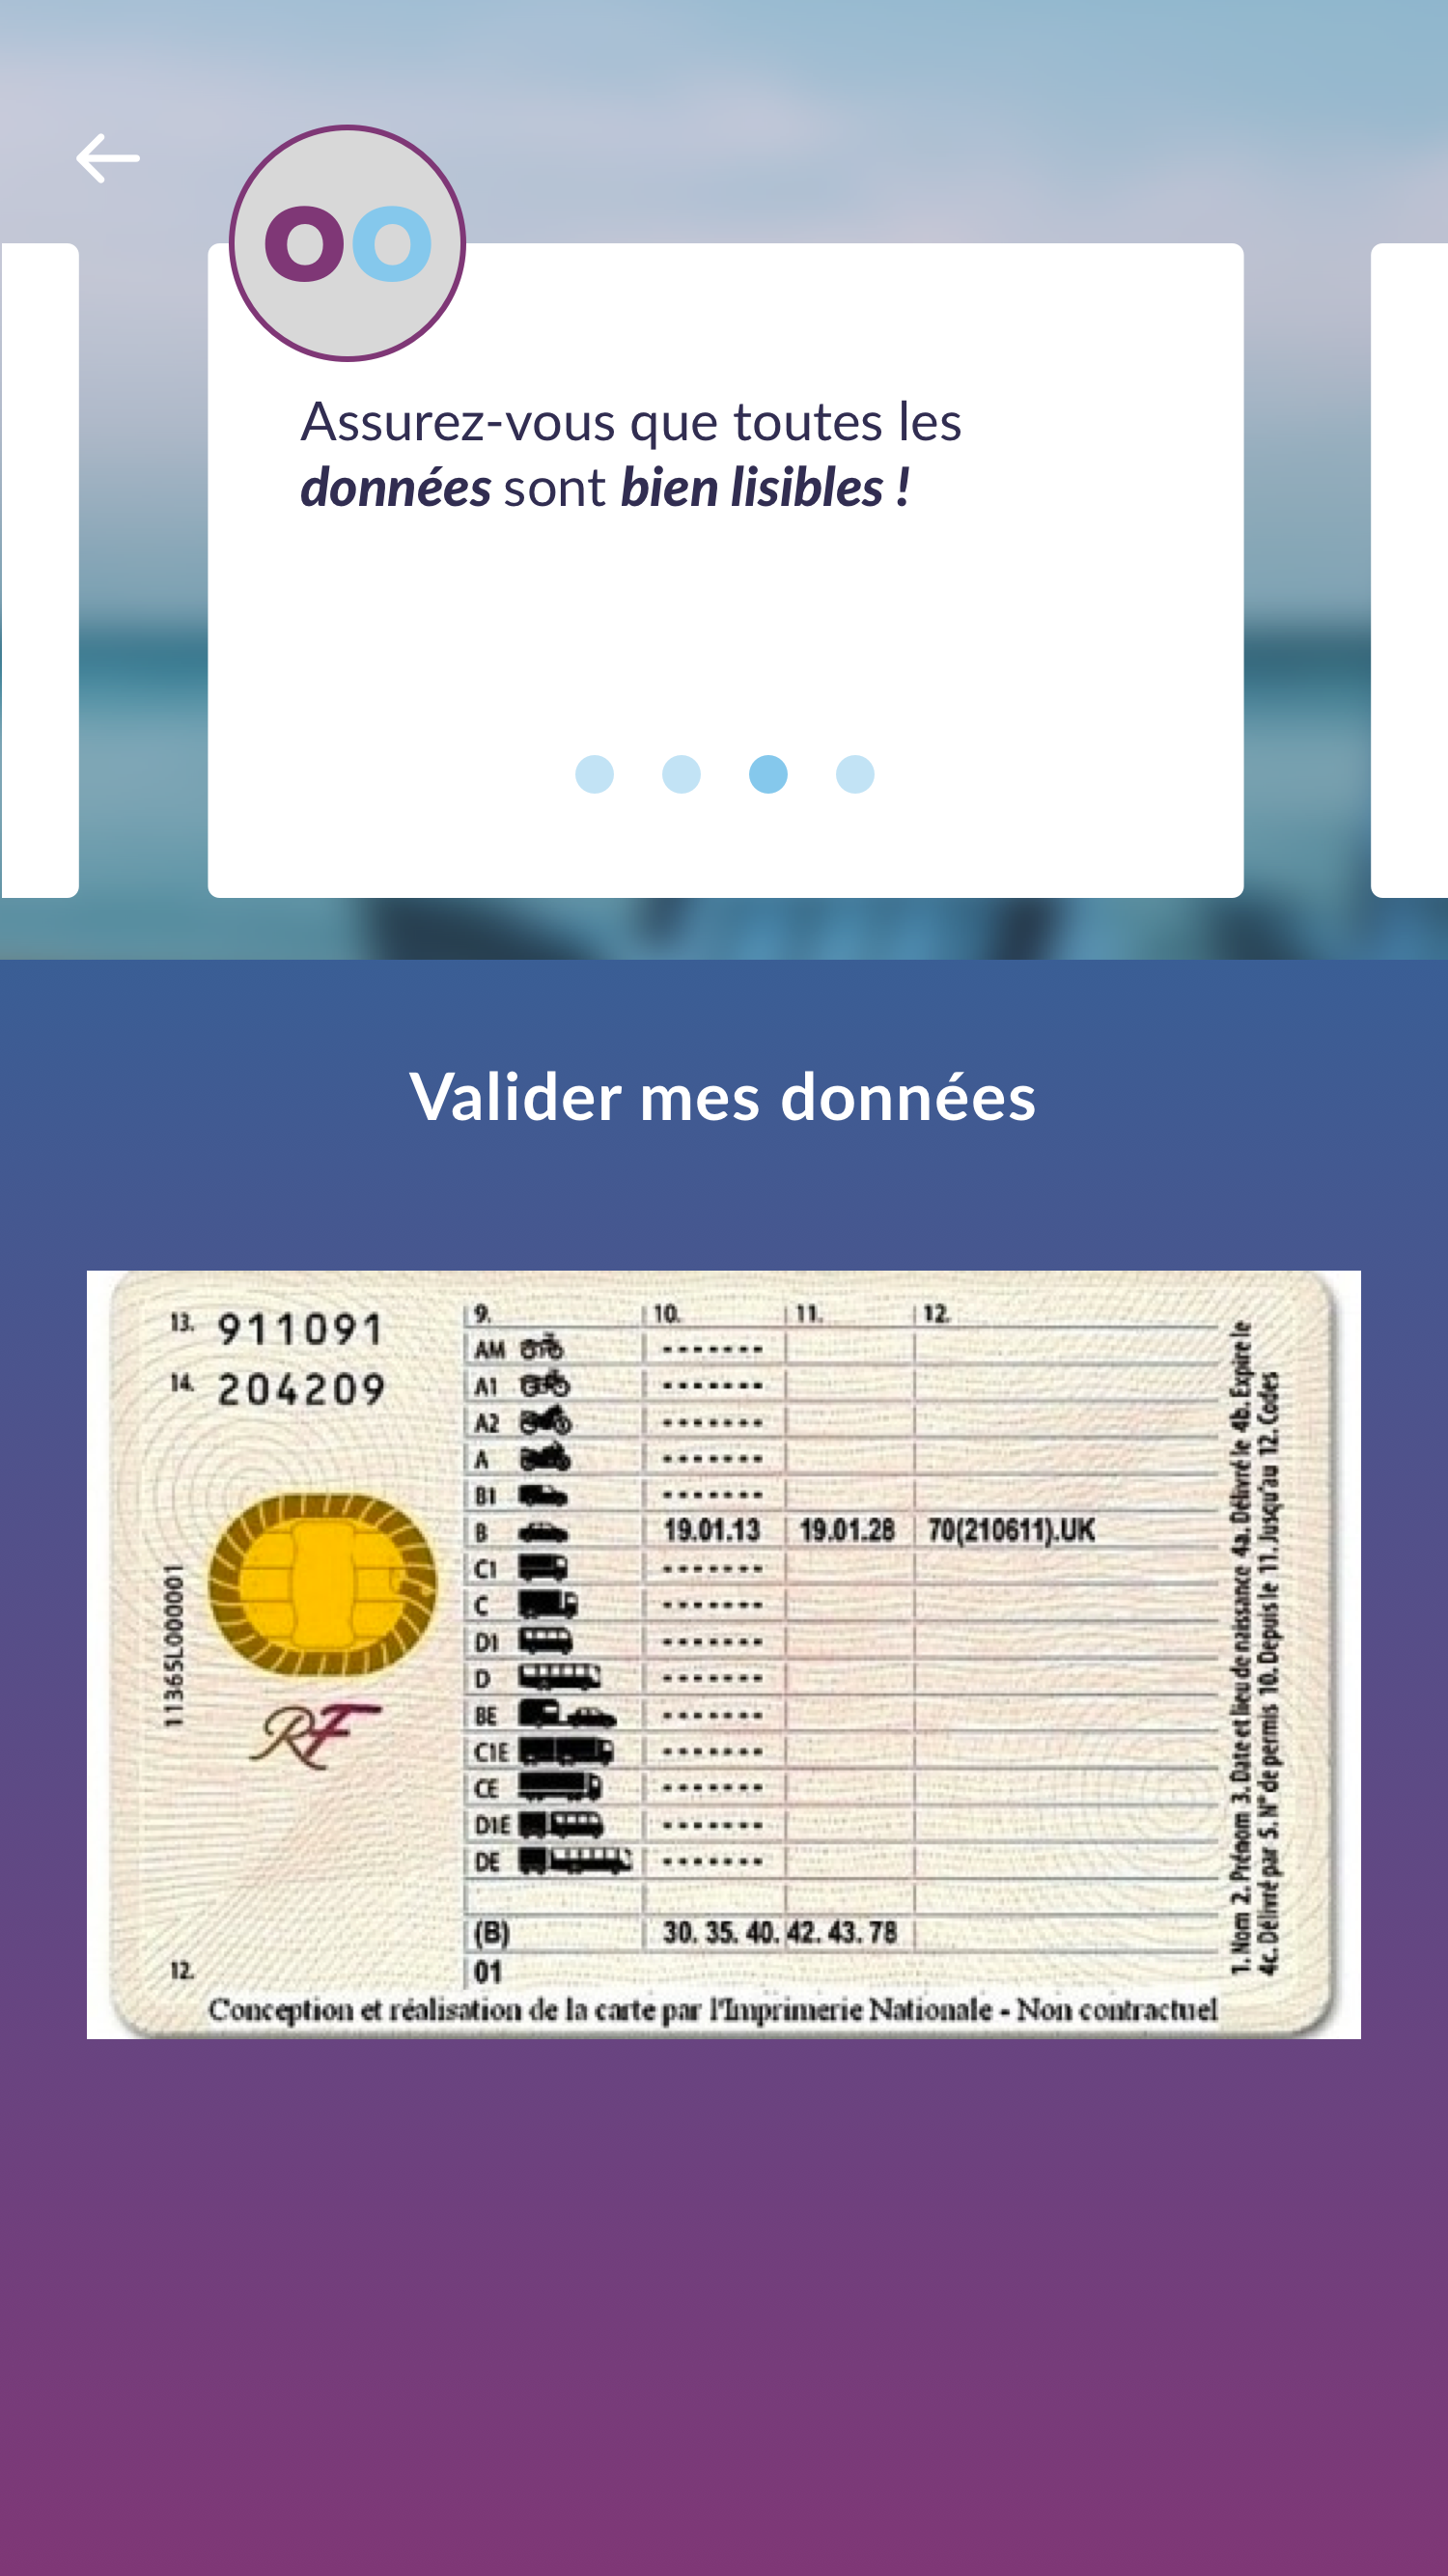 oo
Assurez-vous que toutes les
données sont bien lisibles !
Valider mes données
13. 911091
14. 204209
11365L000001
RF
12.
9. 10. 11. 12.
AM -------
A1 -------
A2 -------
A -------
B1 -------
B 19.01.13 19.01.28 70(210611).UK
C1 -------
C -------
D1 -------
D -------
BE -------
C1E -------
CE -------
D1E -------
DE -------
(B) 30. 35. 40. 42. 43. 78
01
1. Nom 2. Prénom 3. Date et lieu de naissance 4a. Délivré le 4b. Expire le
4c. Délivré par 5. N° de permis 10. Depuis le 11. Jusqu'au 12. Codes
Conception et réalisation de la carte par l'Imprimerie Nationale - Non contractuel